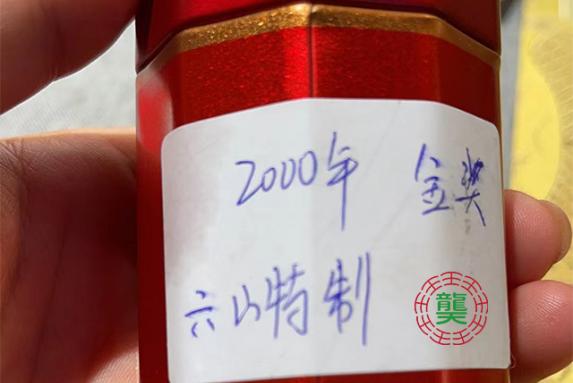 2000年 金奖
六山特制
龔